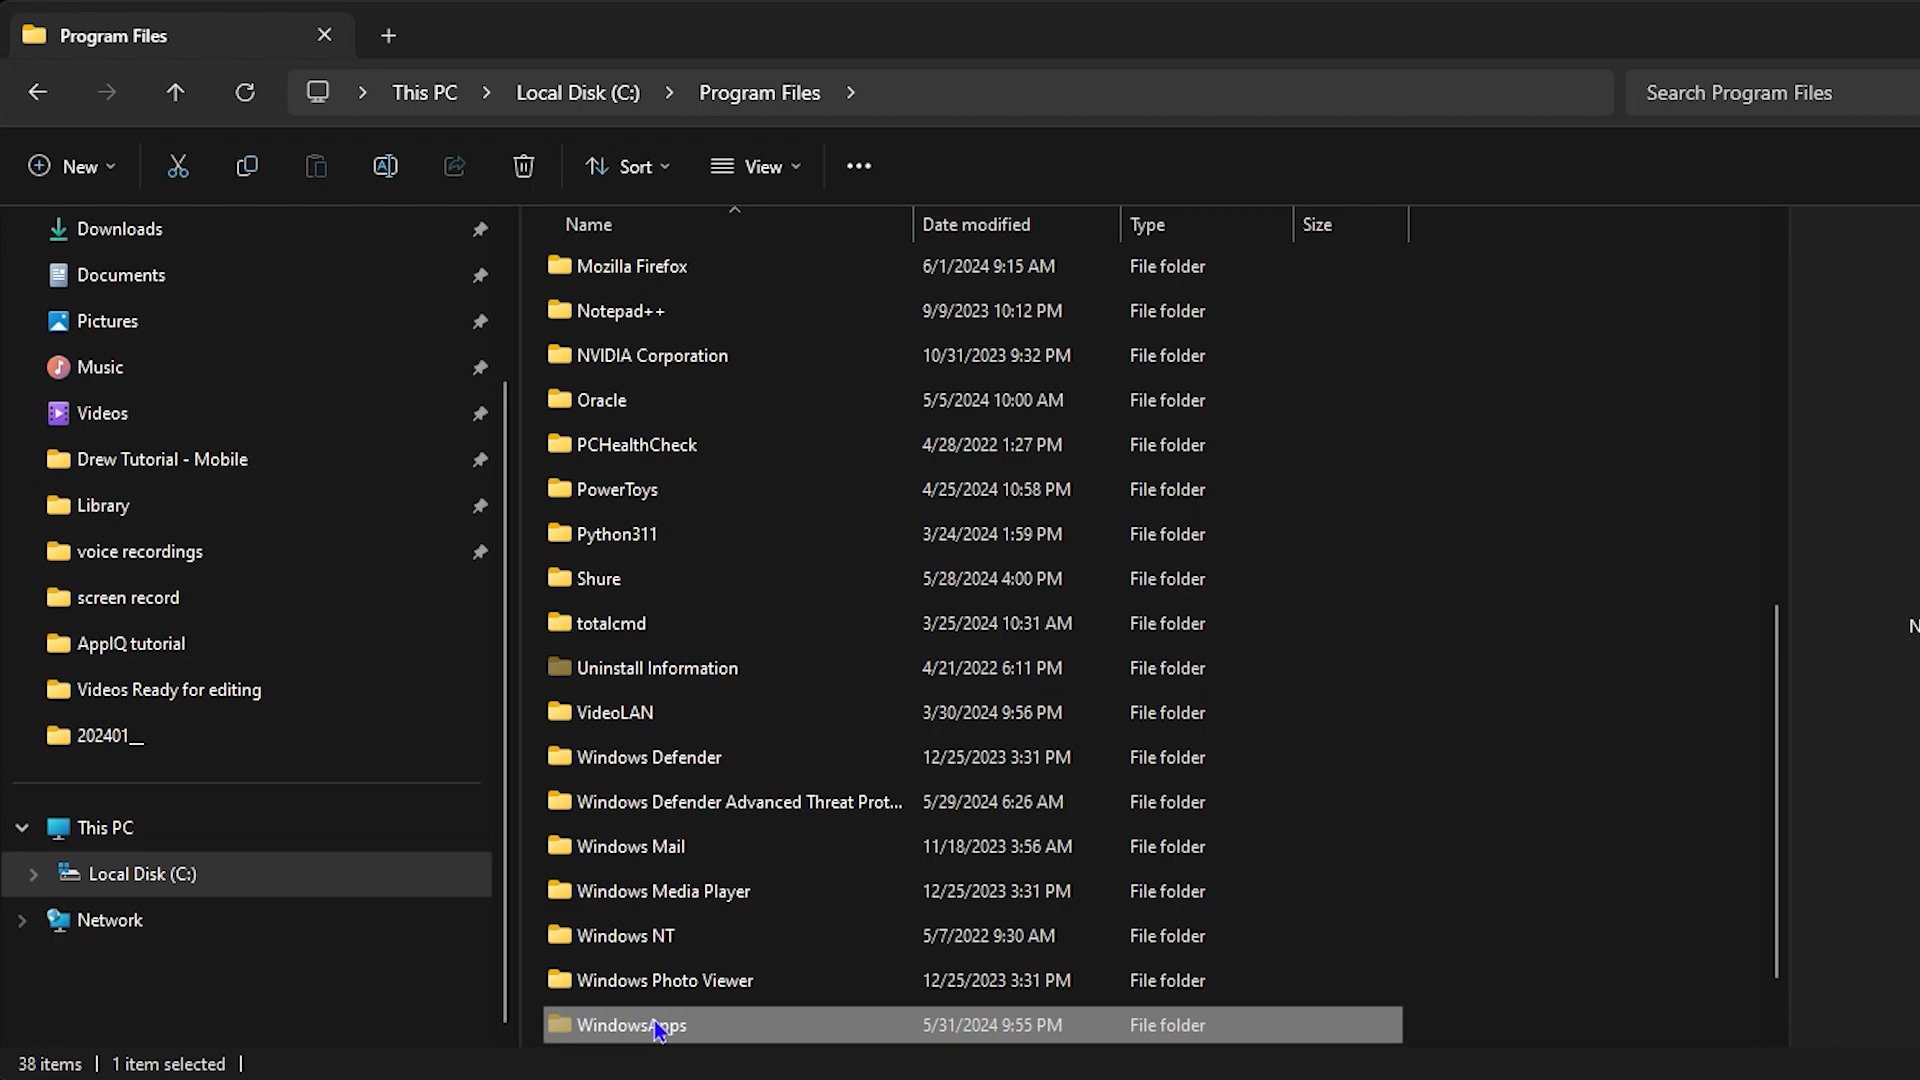 Program Files
This PC > Local Disk (C:) > Program Files >
Search Program Files
New
Sort
View
Downloads
Documents
Pictures
Music
Videos
Drew Tutorial - Mobile
Library
voice recordings
screen record
AppIQ tutorial
Videos Ready for editing
202401__
This PC
Local Disk (C:)
Network
Name Date modified Type Size
Mozilla Firefox 6/1/2024 9:15 AM File folder
Notepad++ 9/9/2023 10:12 PM File folder
NVIDIA Corporation 10/31/2023 9:32 PM File folder
Oracle 5/5/2024 10:00 AM File folder
PCHealthCheck 4/28/2022 1:27 PM File folder
PowerToys 4/25/2024 10:58 PM File folder
Python311 3/24/2024 1:59 PM File folder
Shure 5/28/2024 4:00 PM File folder
totalcmd 3/25/2024 10:31 AM File folder
Uninstall Information 4/21/2022 6:11 PM File folder
VideoLAN 3/30/2024 9:56 PM File folder
Windows Defender 12/25/2023 3:31 PM File folder
Windows Defender Advanced Threat Prot... 5/29/2024 6:26 AM File folder
Windows Mail 11/18/2023 3:56 AM File folder
Windows Media Player 12/25/2023 3:31 PM File folder
Windows NT 5/7/2022 9:30 AM File folder
Windows Photo Viewer 12/25/2023 3:31 PM File folder
WindowsApps 5/31/2024 9:55 PM File folder
N
38 items | 1 item selected |